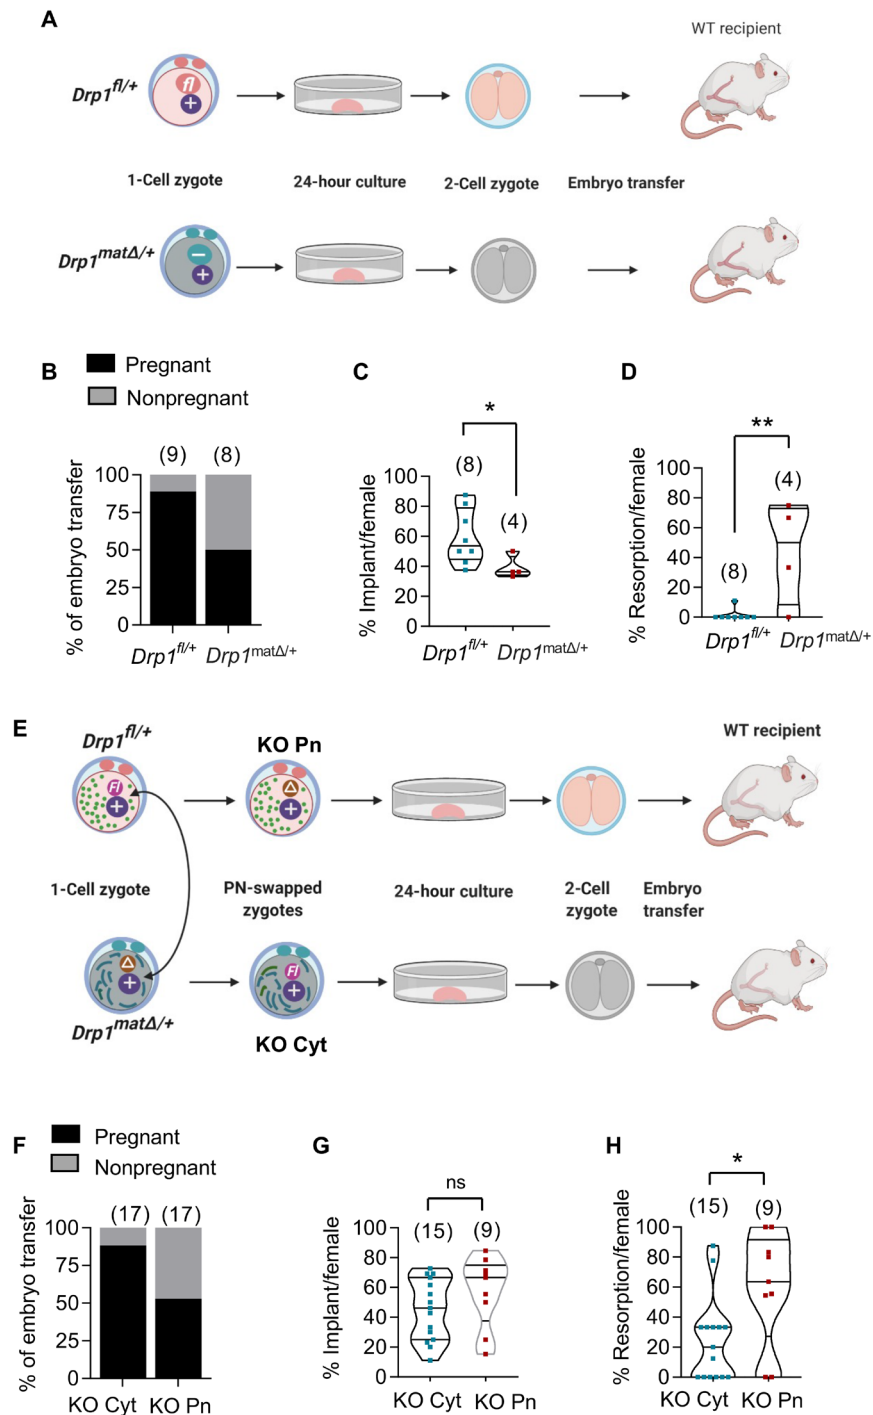 A
WT recipient
Drp1fl/+
fl
+
1-Cell zygote
24-hour culture
2-Cell zygote
Embryo transfer
Drp1matΔ/+
−
+
B
Pregnant
Nonpregnant
% of embryo transfer
(9)
(8)
100
75
50
25
0
Drp1fl/+
Drp1matΔ/+
C
*
% Implant/female
(8)
(4)
100
80
60
40
20
0
Drp1fl/+
Drp1matΔ/+
D
**
% Resorption/female
(8)
(4)
100
80
60
40
20
0
Drp1fl/+
Drp1matΔ/+
E
Drp1fl/+
KO Pn
WT recipient
Fl
+
Δ
+
1-Cell zygote
PN-swapped
zygotes
24-hour culture
2-Cell
zygote
Embryo
transfer
Δ
+
Fl
+
Drp1matΔ/+
KO Cyt
F
Pregnant
Nonpregnant
% of embryo transfer
(17)
(17)
100
75
50
25
0
KO Cyt
KO Pn
G
ns
% Implant/female
(15)
(9)
100
80
60
40
20
0
KO Cyt
KO Pn
H
*
% Resorption/female
(15)
(9)
100
80
60
40
20
0
KO Cyt
KO Pn